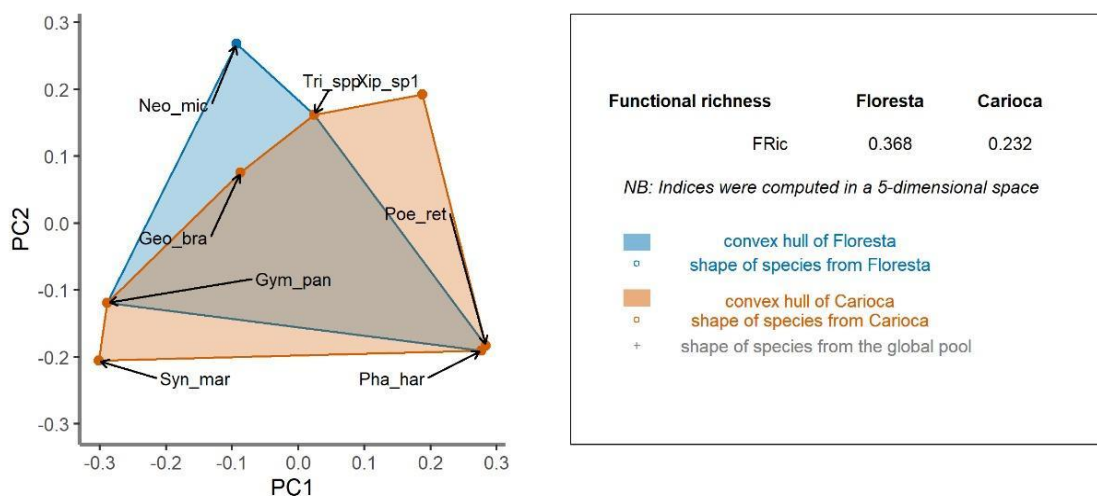 0.3
0.2
0.1
0.0
-0.1
-0.2
-0.3
PC2
Neo_mic
Tri_spp
Xip_sp1
Geo_bra
Poe_ret
Gym_pan
Syn_mar
Pha_har
-0.3 -0.2 -0.1 0.0 0.1 0.2 0.3
PC1
Functional richness Floresta Carioca
FRic 0.368 0.232
NB: Indices were computed in a 5-dimensional space
convex hull of Floresta
shape of species from Floresta
convex hull of Carioca
shape of species from Carioca
shape of species from the global pool